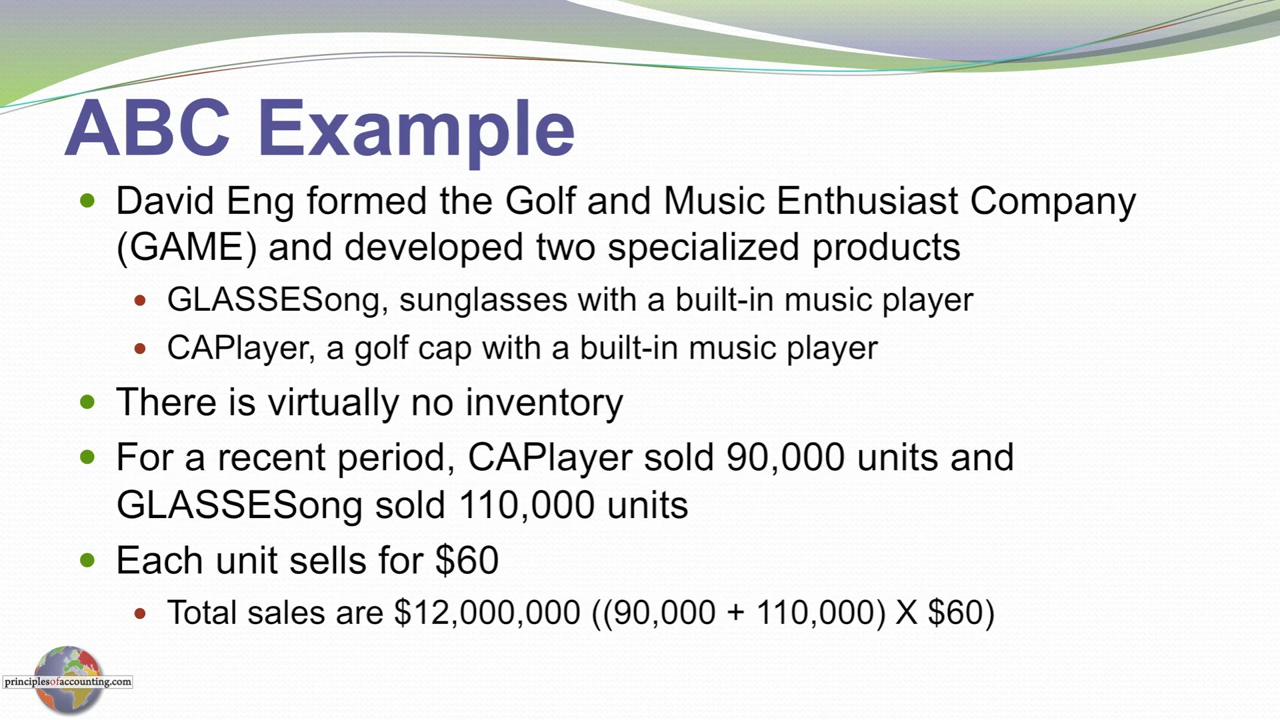 ABC Example
• David Eng formed the Golf and Music Enthusiast Company
(GAME) and developed two specialized products
• GLASSESong, sunglasses with a built-in music player
• CAPlayer, a golf cap with a built-in music player
• There is virtually no inventory
• For a recent period, CAPlayer sold 90,000 units and
GLASSESong sold 110,000 units
• Each unit sells for $60
• Total sales are $12,000,000 ((90,000 + 110,000) X $60)
principlesofaccounting.com